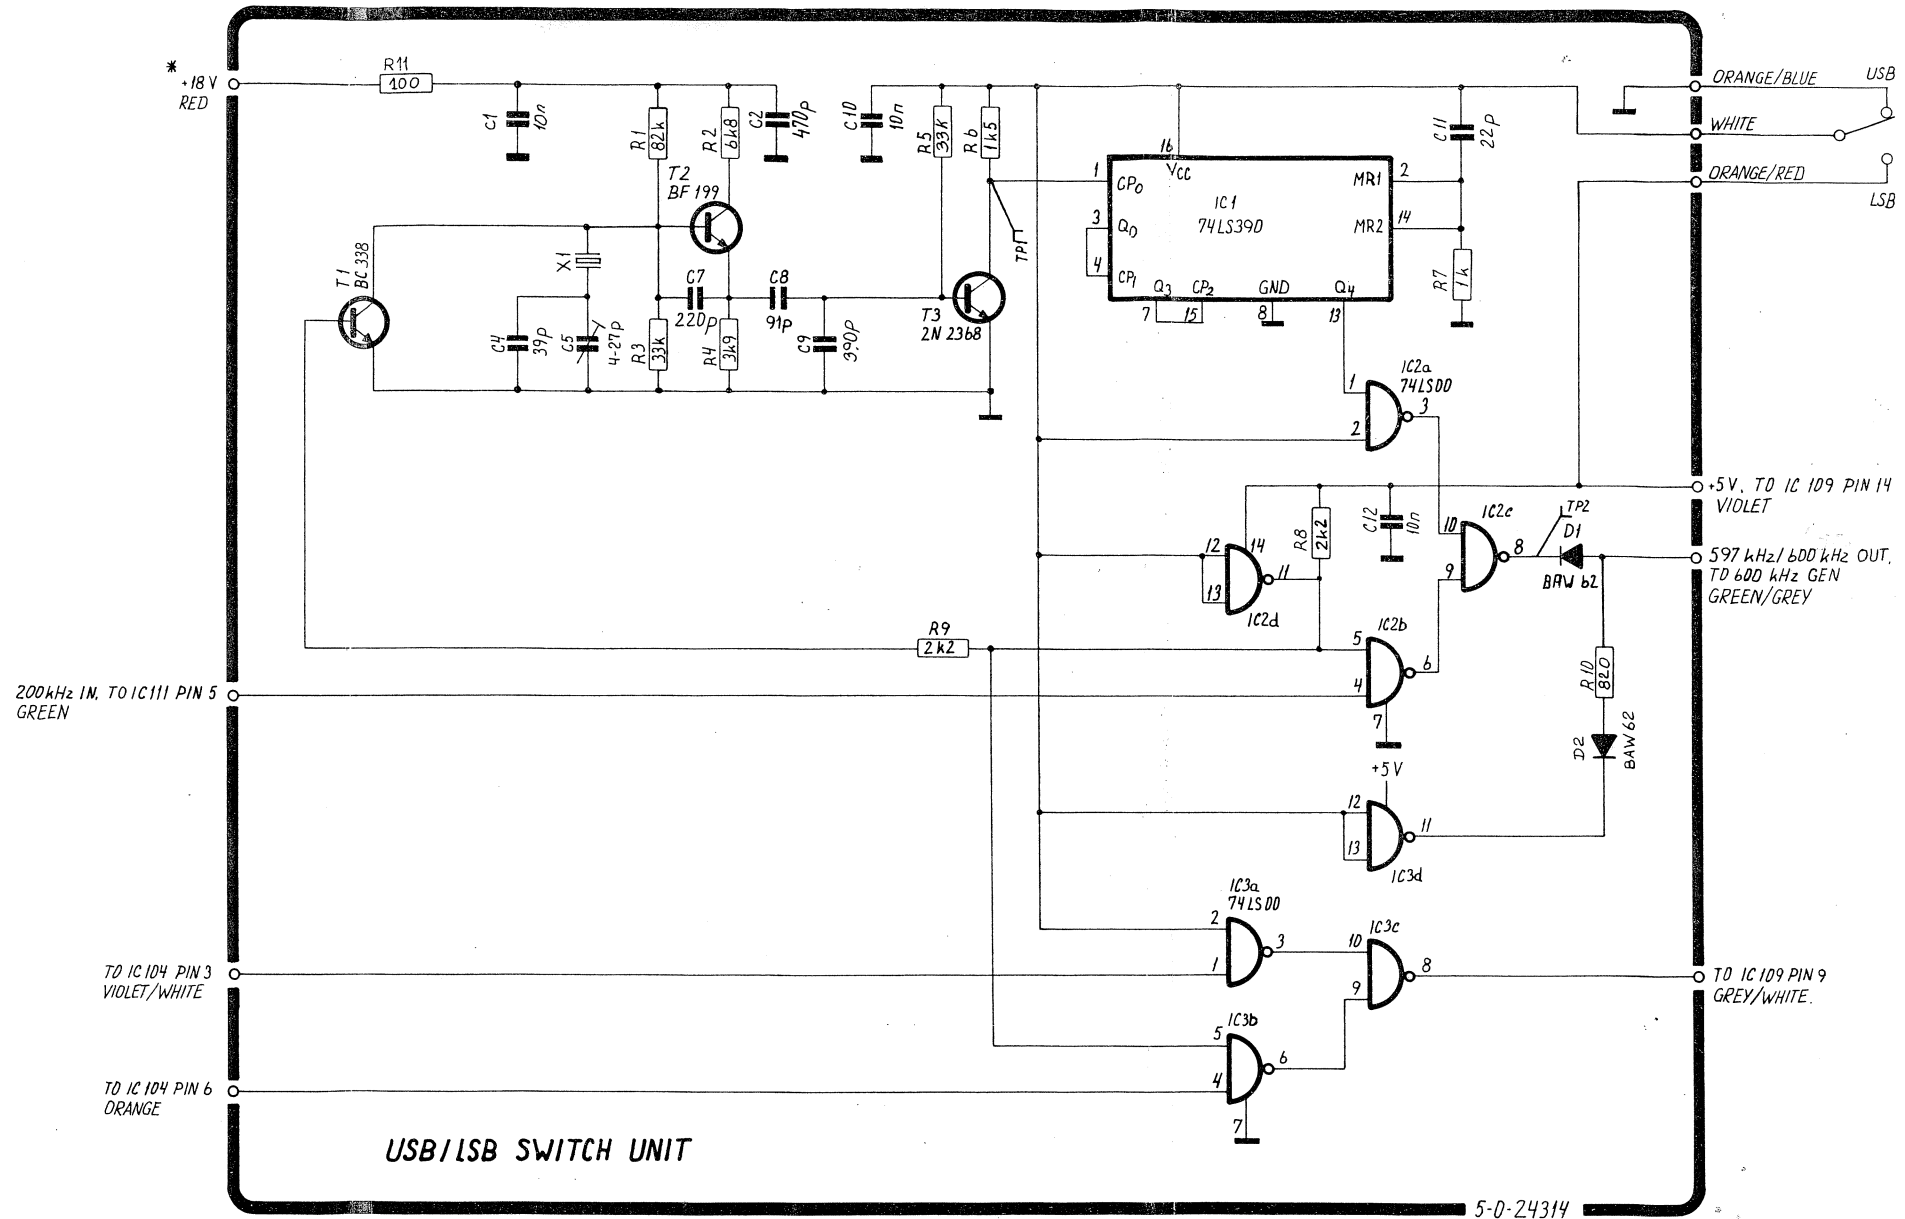 *
+18 V
RED
R11
100
C1
10n
R1
82k
R2
6k8
C2
470p
C10
10n
R5
33K
R6
1k5
T2
BF 199
T1
BC 338
X1
C4
39p
C5
4-27p
R3
33k
C7
220p
R4
3k9
C8
91p
C9
390p
T3
2N 2368
TP1
1
CP0
3
Q0
4
CP1
16
VCC
IC1
74LS390
MR1
2
MR2
14
Q3
7
CP2
15
GND
8
Q4
13
C11
22p
R7
1k
ORANGE/BLUE
USB
WHITE
ORANGE/RED
LSB
IC2a
74LS00
1
2
3
+5V, TO IC 109 PIN 14
VIOLET
R8
2k2
C12
10n
12
13
14
11
IC2d
10
9
IC2c
8
TP2
D1
BAW 62
597 kHz/600 kHz OUT,
TO 600 kHz GEN
GREEN/GREY
R9
2k2
IC2b
5
4
6
7
200kHz IN, TO IC111 PIN 5
GREEN
R10
820
D2
BAW 62
+5V
12
13
11
IC3d
IC3a
74LS00
2
1
3
IC3c
10
9
8
TO IC104 PIN 3
VIOLET/WHITE
TO IC109 PIN 9
GREY/WHITE.
IC3b
5
4
6
7
TO IC104 PIN 6
ORANGE
USB/LSB SWITCH UNIT
5-0-24314